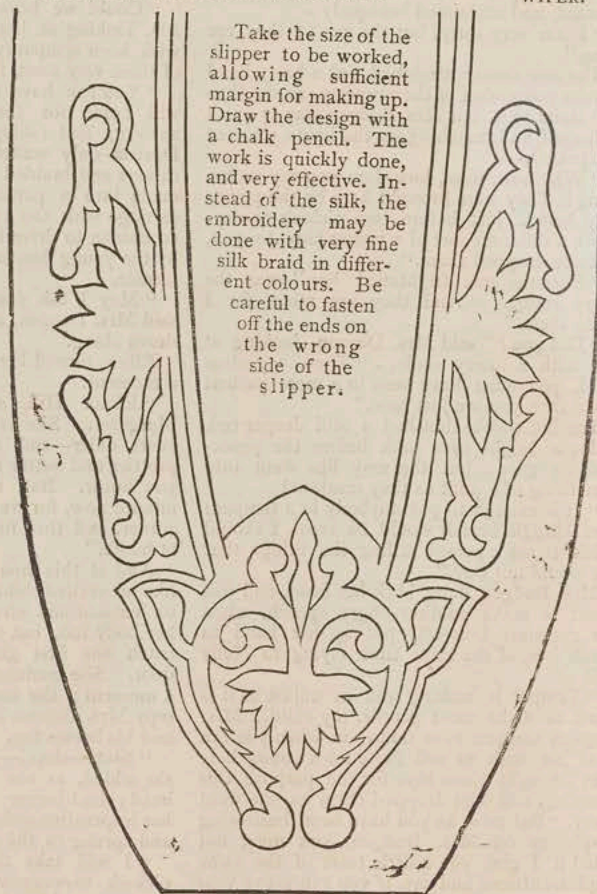 Take the size of the
slipper to be worked,
allowing sufficient
margin for making up.
Draw the design with
a chalk pencil. The
work is quickly done,
and very effective. In-
stead of the silk, the
embroidery may be
done with very fine
silk braid in differ-
ent colours. Be
careful to fasten
off the ends on
the wrong
side of the
slipper.